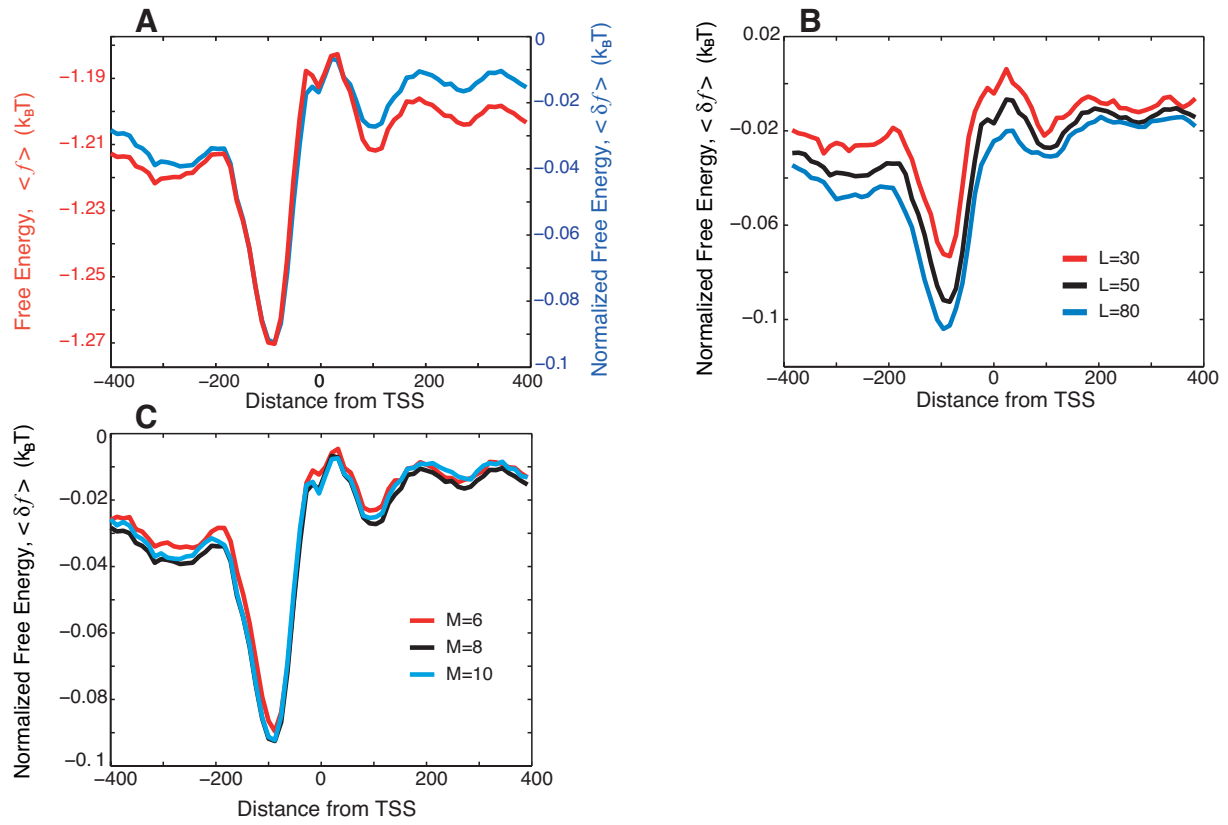 A
Free Energy, < f > (kBT)
−1.19
−1.21
−1.23
−1.25
−1.27
0
−0.02
−0.04
−0.06
−0.08
−0.1
Normalized Free Energy, < δf > (kBT)
−400
−200
0
200
400
Distance from TSS
B
Normalized Free Energy, < δf > (kBT)
0.02
−0.02
−0.06
−0.1
L=30
L=50
L=80
−400
−200
0
200
400
Distance from TSS
C
Normalized Free Energy, < δf > (kBT)
0
−0.02
−0.04
−0.06
−0.08
−0.1
M=6
M=8
M=10
−400
−200
0
200
400
Distance from TSS